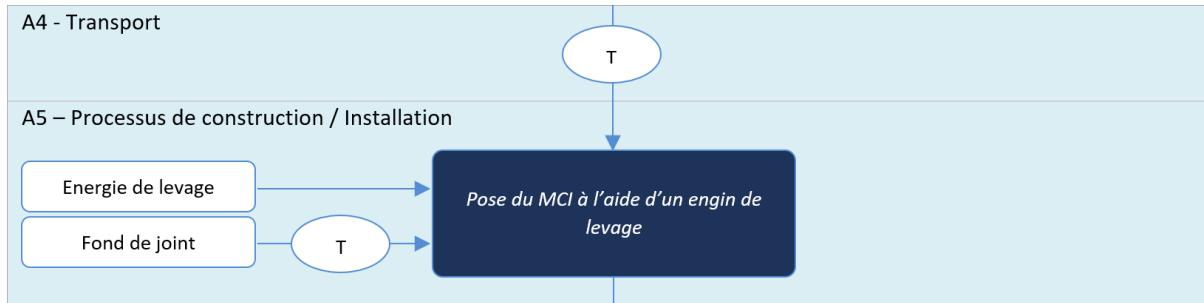 A4 - Transport
T
A5 – Processus de construction / Installation
Energie de levage
Pose du MCI à l’aide d’un engin de
levage
Fond de joint
T